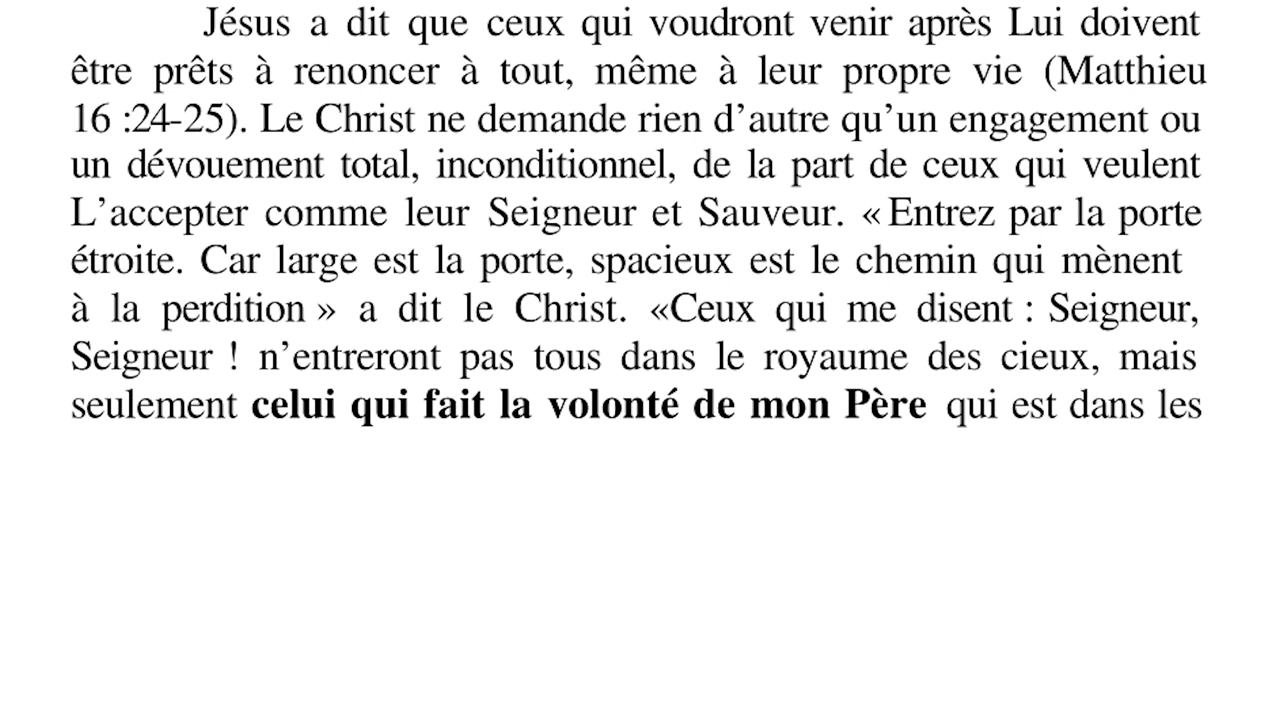 Jésus a dit que ceux qui voudront venir après Lui doivent
être prêts à renoncer à tout, même à leur propre vie (Matthieu
16 :24-25). Le Christ ne demande rien d’autre qu’un engagement ou
un dévouement total, inconditionnel, de la part de ceux qui veulent
L’accepter comme leur Seigneur et Sauveur. « Entrez par la porte
étroite. Car large est la porte, spacieux est le chemin qui mènent
à la perdition » a dit le Christ. «Ceux qui me disent : Seigneur,
Seigneur ! n’entreront pas tous dans le royaume des cieux, mais
seulement celui qui fait la volonté de mon Père qui est dans les